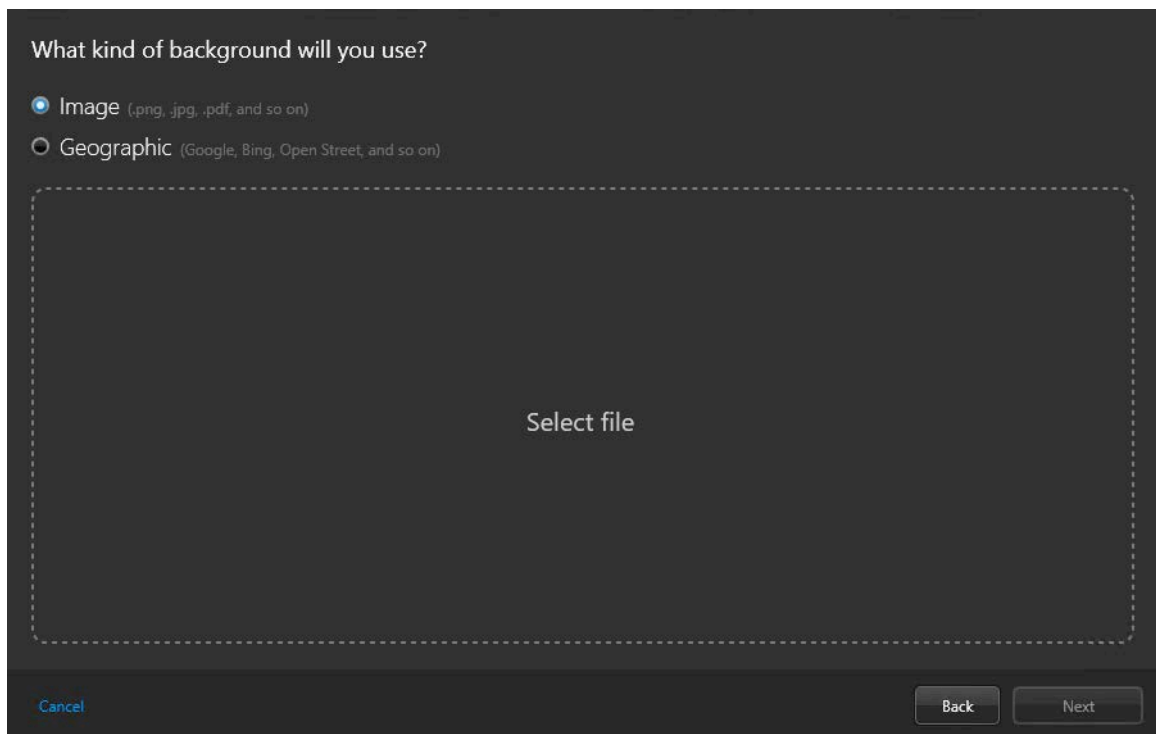 What kind of background will you use?
Image (.png, .jpg, .pdf, and so on)
Geographic (Google, Bing, Open Street, and so on)
Select file
Cancel
Back
Next